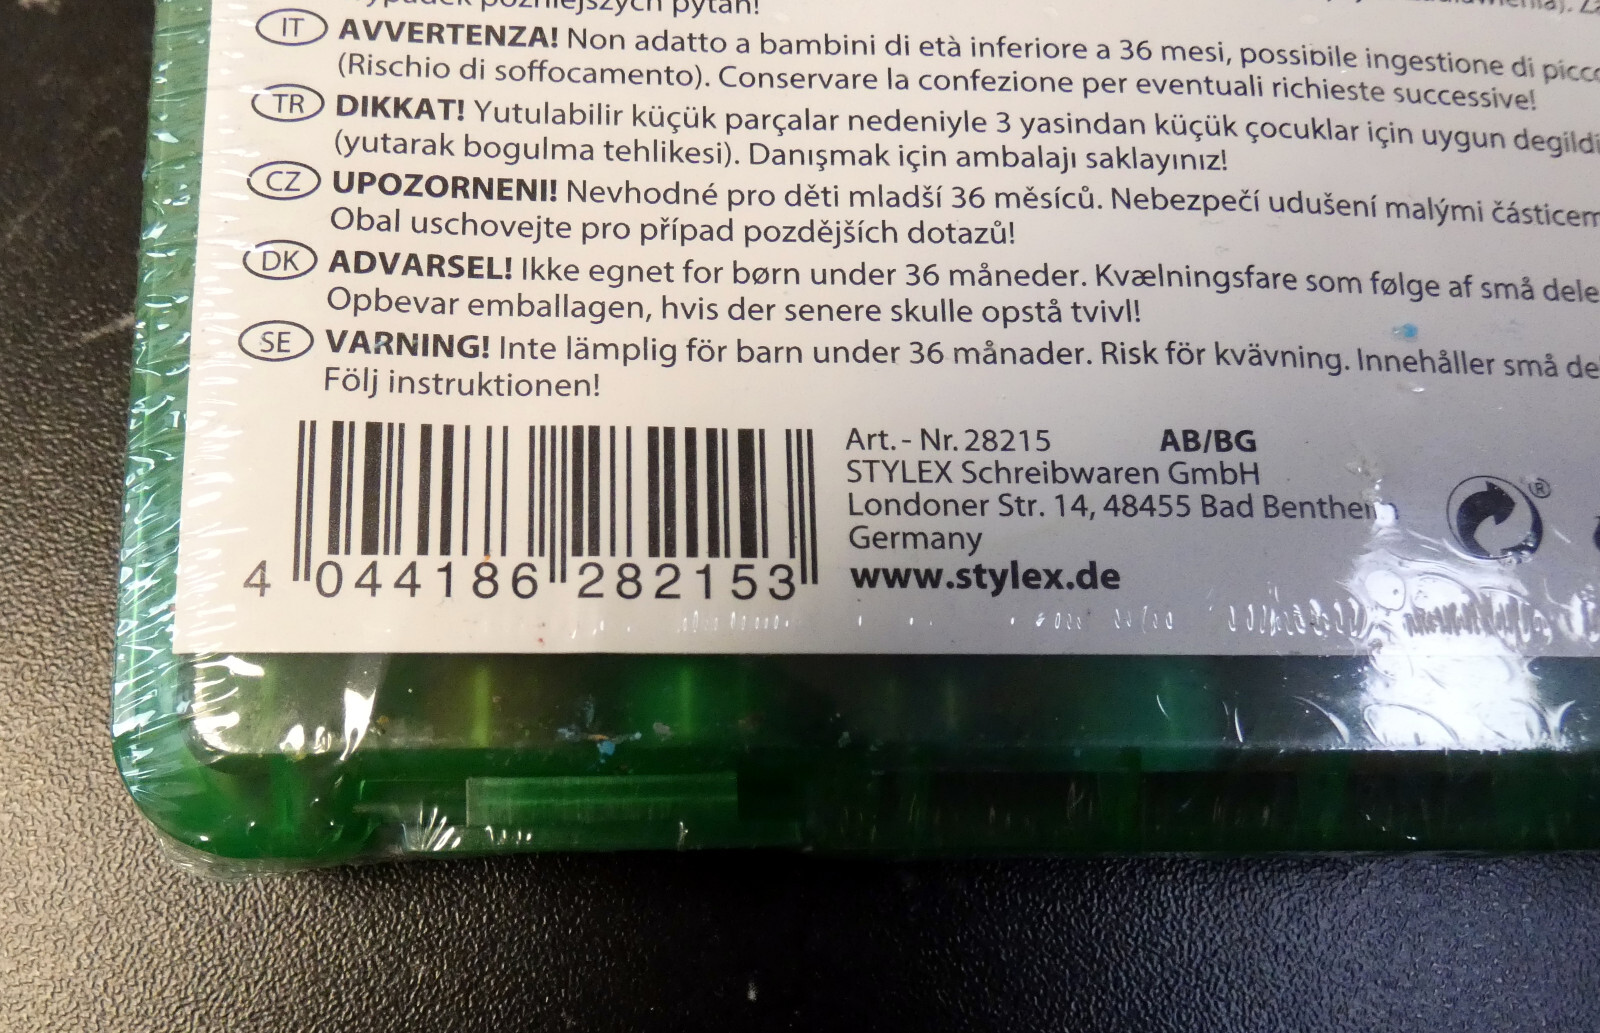 pytań!
IT AVVERTENZA! Non adatto a bambini di età inferiore a 36 mesi, possibile ingestione di picc
(Rischio di soffocamento). Conservare la confezione per eventuali richieste successive!
TR DIKKAT! Yutulabilir küçük parçalar nedeniyle 3 yasindan küçük çocuklar için uygun degildi
(yutarak bogulma tehlikesi). Danışmak için ambalajı saklayınız!
CZ UPOZORNENI! Nevhodné pro děti mladší 36 měsíců. Nebezpečí udušení malými částicem
Obal uschovejte pro případ pozdějších dotazů!
DK ADVARSEL! Ikke egnet for børn under 36 måneder. Kvælningsfare som følge af små dele
Opbevar emballagen, hvis der senere skulle opstå tvivl!
SE VARNING! Inte lämplig för barn under 36 månader. Risk för kvävning. Innehåller små de
Följ instruktionen!
Art.- Nr. 28215 AB/BG
STYLEX Schreibwaren GmbH
Londoner Str. 14, 48455 Bad Bentheim
Germany
www.stylex.de
®
4 044186 282153